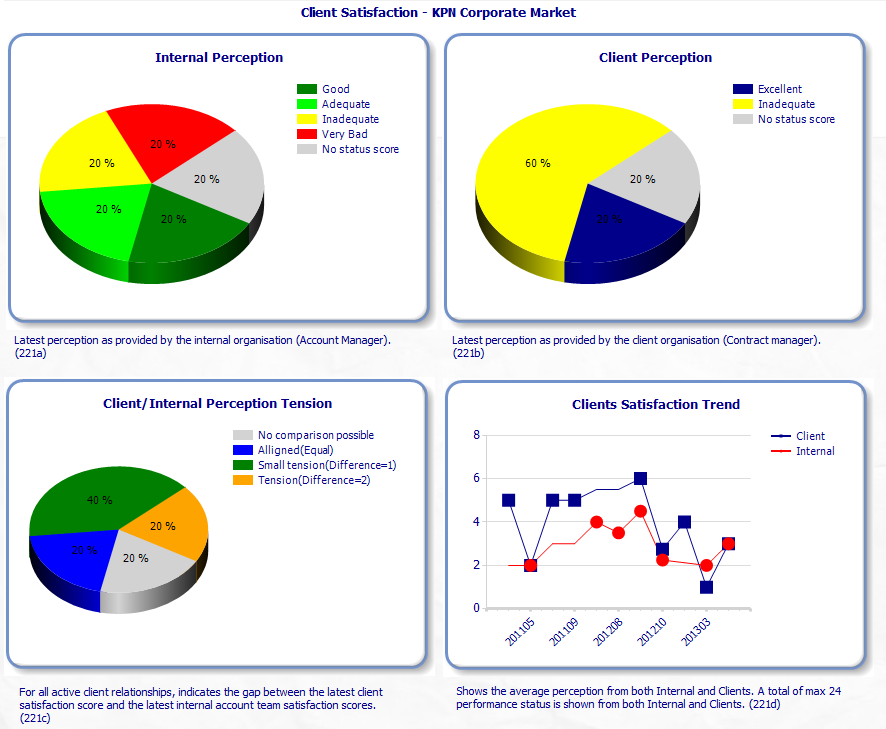 Client Satisfaction - KPN Corporate Market
Internal Perception
Good
Adequate
Inadequate
Very Bad
No status score
20 %
20 %
20 %
20 %
20 %
Latest perception as provided by the internal organisation (Account Manager).
(221a)
Client Perception
Excellent
Inadequate
No status score
60 %
20 %
20 %
Latest perception as provided by the client organisation (Contract manager).
(221b)
Client/Internal Perception Tension
No comparison possible
Alligned(Equal)
Small tension(Difference=1)
Tension(Difference=2)
40 %
20 %
20 %
20 %
For all active client relationships, indicates the gap between the latest client
satisfaction score and the latest internal account team satisfaction scores.
(221c)
Clients Satisfaction Trend
Client
Internal
8
6
4
2
0
201105
201109
201208
201210
201303
Shows the average perception from both Internal and Clients. A total of max 24
performance status is shown from both Internal and Clients. (221d)